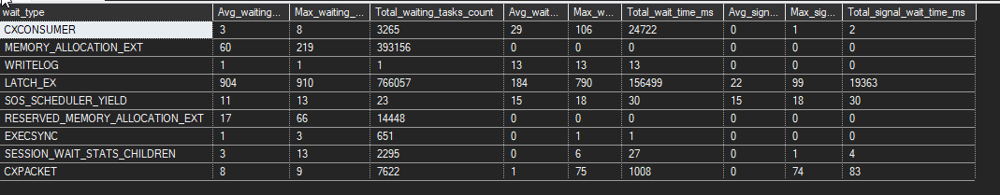 wait_type Avg_waiting... Max_waiting_... Total_waiting_tasks_count Avg_wait... Max_w... Total_wait_time_ms Avg_sign... Max_sig... Total_signal_wait_time_ms
CXCONSUMER 3 8 3265 29 106 24722 0 1 2
MEMORY_ALLOCATION_EXT 60 219 393156 0 0 0 0 0 0
WRITELOG 1 1 1 13 13 13 0 0 0
LATCH_EX 904 910 766057 184 790 156499 22 99 19363
SOS_SCHEDULER_YIELD 11 13 23 15 18 30 15 18 30
RESERVED_MEMORY_ALLOCATION_EXT 17 66 14448 0 0 0 0 0 0
EXECSYNC 1 3 651 0 1 1 0 0 0
SESSION_WAIT_STATS_CHILDREN 3 13 2295 0 6 27 0 1 4
CXPACKET 8 9 7622 1 75 1008 0 74 83